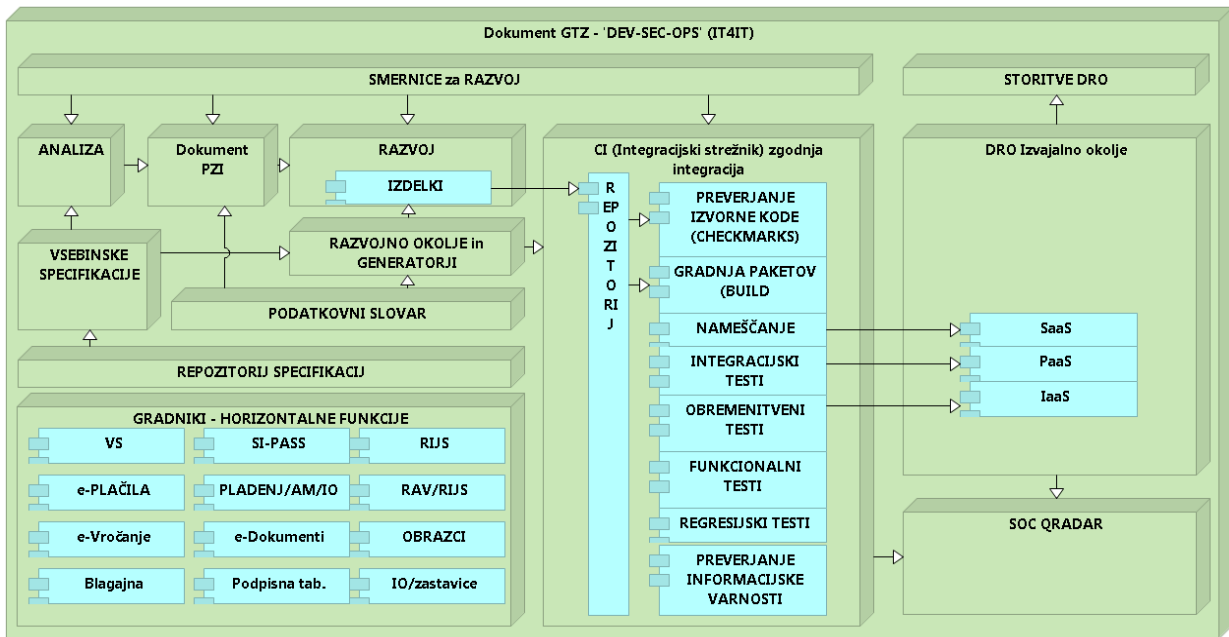 Dokument GTZ - 'DEV-SEC-OPS' (IT4IT)
SMERNICE za RAZVOJ
STORITVE DRO
ANALIZA
Dokument
PZI
RAZVOJ
IZDELKI
CI (Integracijski strežnik) zgodnja
integracija
DRO Izvajalno okolje
R
EP
O
ZI
T
O
RI
J
PREVERJANJE
IZVORNE KODE
(CHECKMARKS)
VSEBINSKE
SPECIFIKACIJE
RAZVOJNO OKOLJE in
GENERATORJI
GRADNJA PAKETOV
(BUILD
PODATKOVNI SLOVAR
NAMEŠČANJE
SaaS
INTEGRACIJSKI
TESTI
PaaS
REPOZITORIJ SPECIFIKACIJ
OBREMENITVENI
TESTI
IaaS
GRADNIKI - HORIZONTALNE FUNKCIJE
VS
SI-PASS
RIJS
FUNKCIONALNI
TESTI
e-PLAČILA
PLADENJ/AM/IO
RAV/RIJS
REGRESIJSKI TESTI
SOC QRADAR
e-Vročanje
e-Dokumenti
OBRAZCI
PREVERJANJE
INFORMACIJSKE
VARNOSTI
Blagajna
Podpisna tab.
IO/zastavice